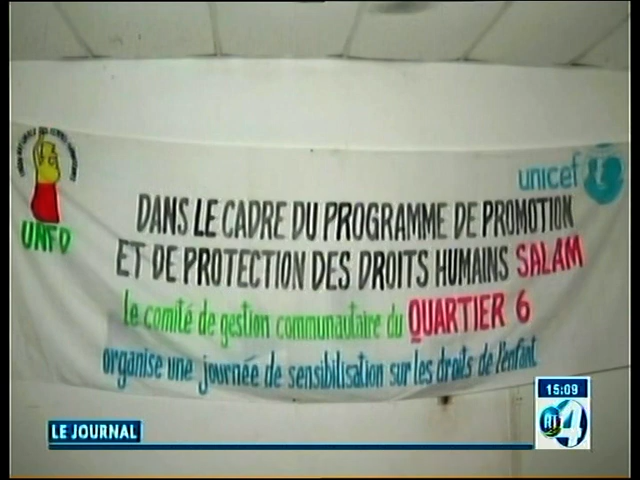 unicef
UNFD
DANS LE CADRE DU PROGRAMME DE PROMOTION
ET DE PROTECTION DES DROITS HUMAINS SALAM
le comité de gestion communautaire du QUARTIER 6
organise une journée de sensibilisation sur les droits de l'enfant
15:09
LE JOURNAL
4